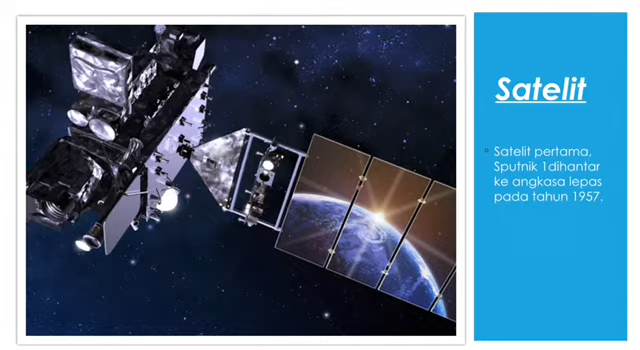 Satelit
Satelit pertama,
Sputnik 1dihantar
ke angkasa lepas
pada tahun 1957.